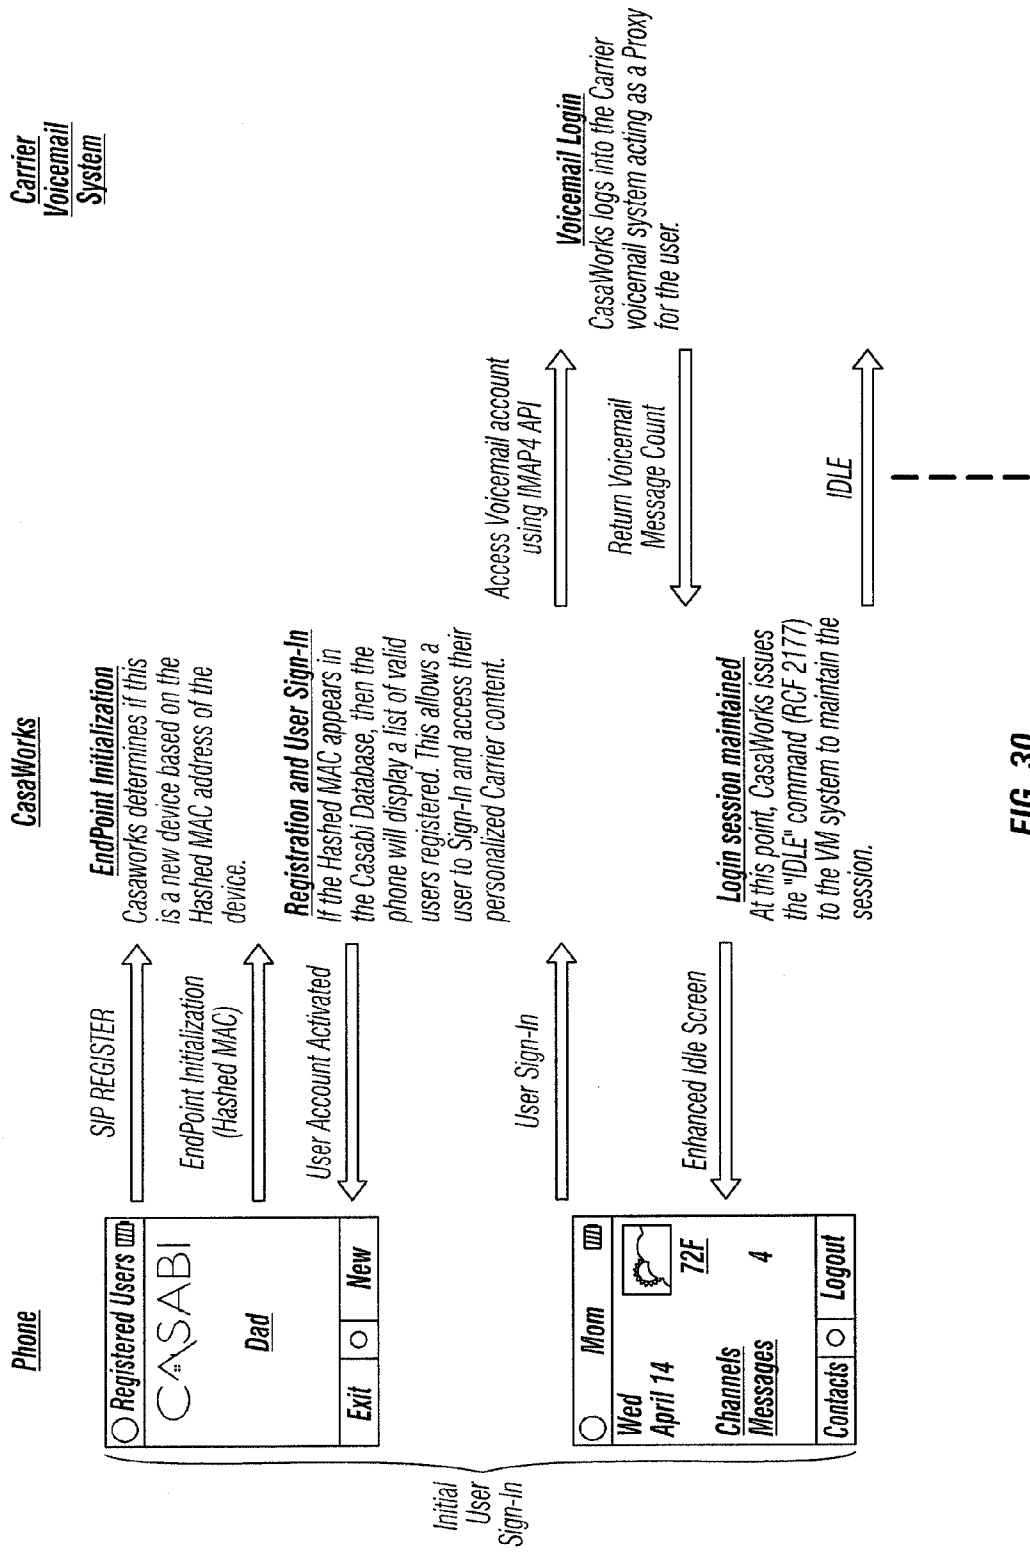 Phone
CasaWorks
Carrier
Voicemail
System
Initial
User
Sign-In
Registered Users
CASABI
Dad
Exit
New
SIP REGISTER
EndPoint Initialization
(Hashed MAC)
User Account Activated
EndPoint Initialization
Casaworks determines if this
is a new device based on the
Hashed MAC address of the
device.
Registration and User Sign-In
If the Hashed MAC appears in
the Casabi Database, then the
phone will display a list of valid
users registered. This allows a
user to Sign-In and access their
personalized Carrier content.
User Sign-In
Access Voicemail account
using IMAP4 API
Voicemail Login
CasaWorks logs into the Carrier
voicemail system acting as a Proxy
for the user.
Return Voicemail
Message Count
Mom
Wed
April 14
72F
Channels
Messages 4
Contacts
Logout
Enhanced Idle Screen
Login session maintained
At this point, CasaWorks issues
the "IDLE" command (RCF 2177)
to the VM system to maintain the
session.
IDLE
FIG. 30